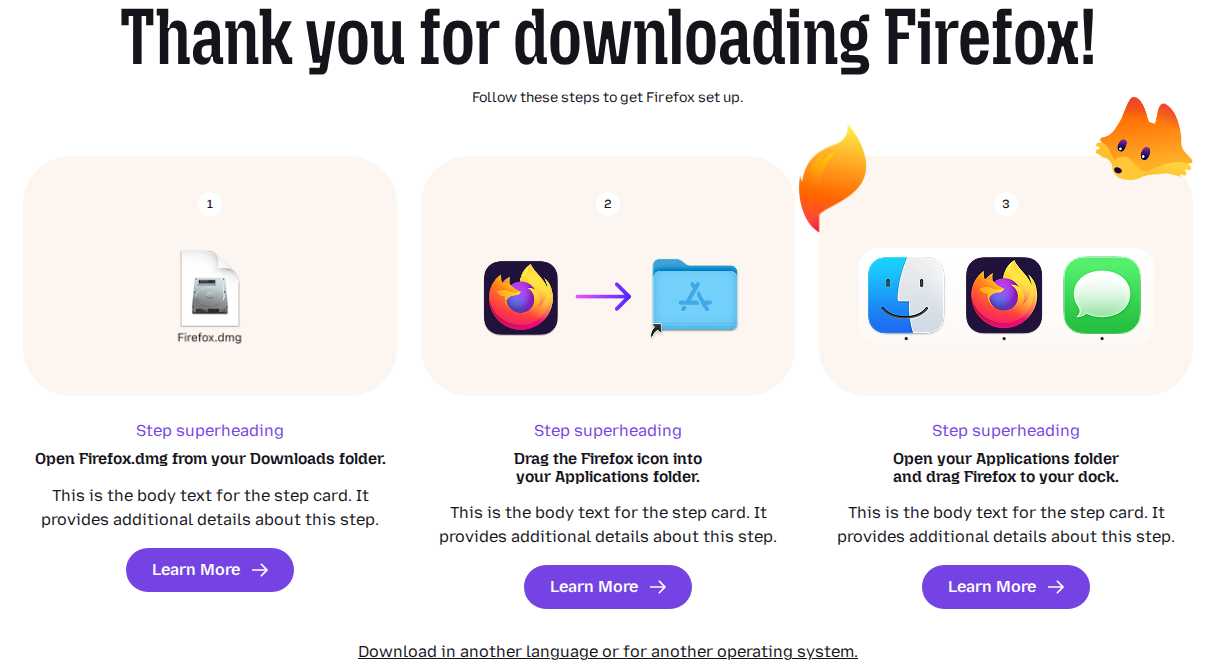 Thank you for downloading Firefox!
Follow these steps to get Firefox set up.
1
Firefox.dmg
Step superheading
Open Firefox.dmg from your Downloads folder.
This is the body text for the step card. It
provides additional details about this step.
Learn More
2
Step superheading
Drag the Firefox icon into
your Applications folder.
This is the body text for the step card. It
provides additional details about this step.
Learn More
3
Step superheading
Open your Applications folder
and drag Firefox to your dock.
This is the body text for the step card. It
provides additional details about this step.
Learn More
Download in another language or for another operating system.